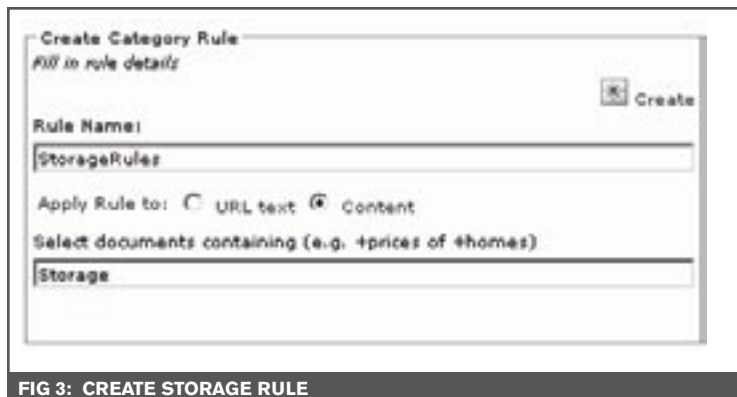 Create Category Rule
Fill in rule details
Create
Rule Name:
StorageRules
Apply Rule to: URL text Content
Select documents containing (e.g. +prices of +homes)
Storage
FIG 3: CREATE STORAGE RULE